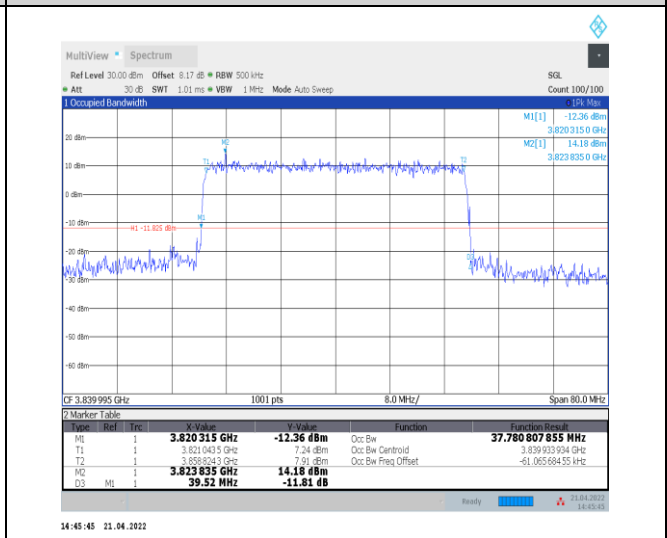 MultiView Spectrum
Ref Level 30.00 dBm Offset 8.17 dB RBW 500 kHz SGL
Att 30 dB SWT 1.01 ms VBW 1 MHz Mode Auto Sweep Count 100/100
1 Occupied Bandwidth 1Pk Max
M1[1] -12.36 dBm
3.820 315 0 GHz
20 dBm M2 M2[1] 14.18 dBm
3.823 835 0 GHz
T1 T2
10 dBm
0 dBm
-10 dBm M1
H1 -11.825 dBm
-20 dBm
-30 dBm
-40 dBm
-50 dBm
-60 dBm
CF 3.839 995 GHz 1001 pts 8.0 MHz/ Span 80.0 MHz
2 Marker Table
Type Ref Trc X-Value Y-Value Function Function Result
M1 1 3.820 315 GHz -12.36 dBm Occ Bw 37.780 807 855 MHz
T1 1 3.821 043 5 GHz 7.24 dBm Occ Bw Centroid 3.839 933 934 GHz
T2 1 3.858 824 3 GHz 7.91 dBm Occ Bw Freq Offset -61.065 684 55 kHz
M2 1 3.823 835 GHz 14.18 dBm
D3 M1 1 39.52 MHz -11.81 dB
Ready 21.04.2022
14:45:45
14:45:45 21.04.2022